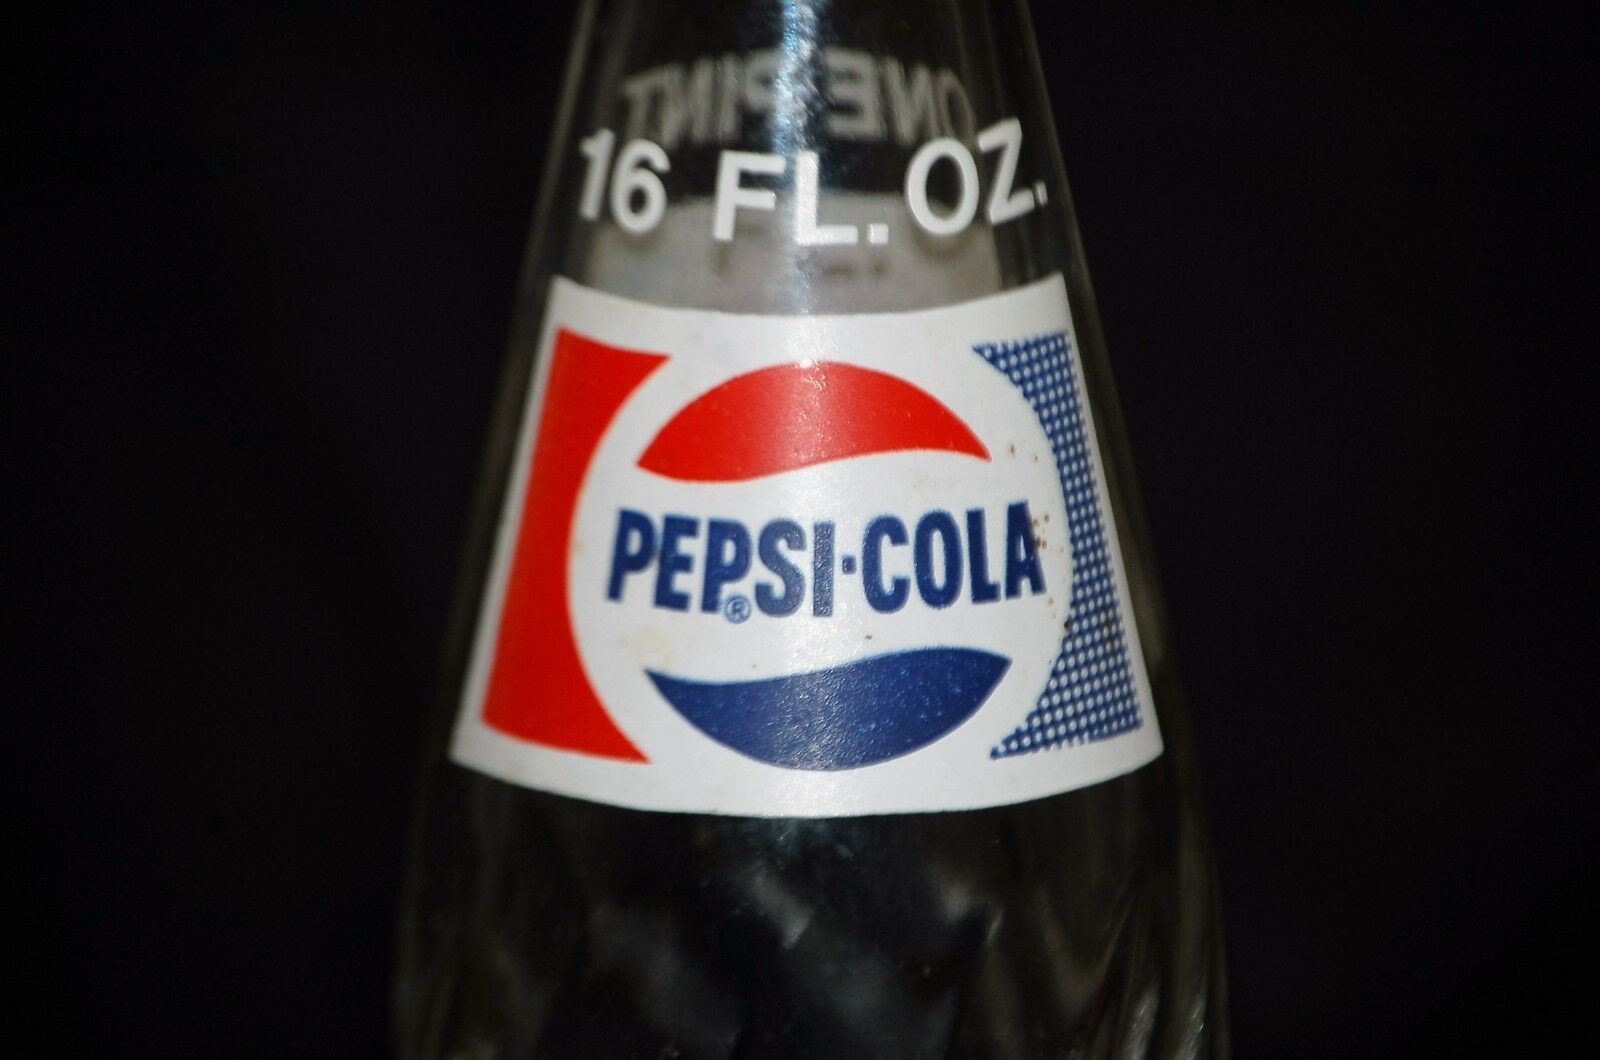 ONE PINT
16 FL. OZ.
PEPSI·COLA
®